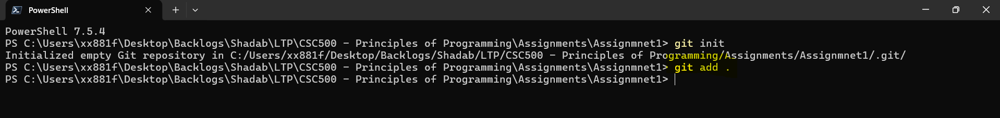 PowerShell
PowerShell 7.5.4
PS C:\Users\xx881f\Desktop\Backlogs\Shadab\LTP\CSC500 - Principles of Programming\Assignments\Assignmnet1> git init
Initialized empty Git repository in C:/Users/xx881f/Desktop/Backlogs/Shadab/LTP/CSC500 - Principles of Programming/Assignments/Assignmnet1/.git/
PS C:\Users\xx881f\Desktop\Backlogs\Shadab\LTP\CSC500 - Principles of Programming\Assignments\Assignmnet1> git add .
PS C:\Users\xx881f\Desktop\Backlogs\Shadab\LTP\CSC500 - Principles of Programming\Assignments\Assignmnet1>